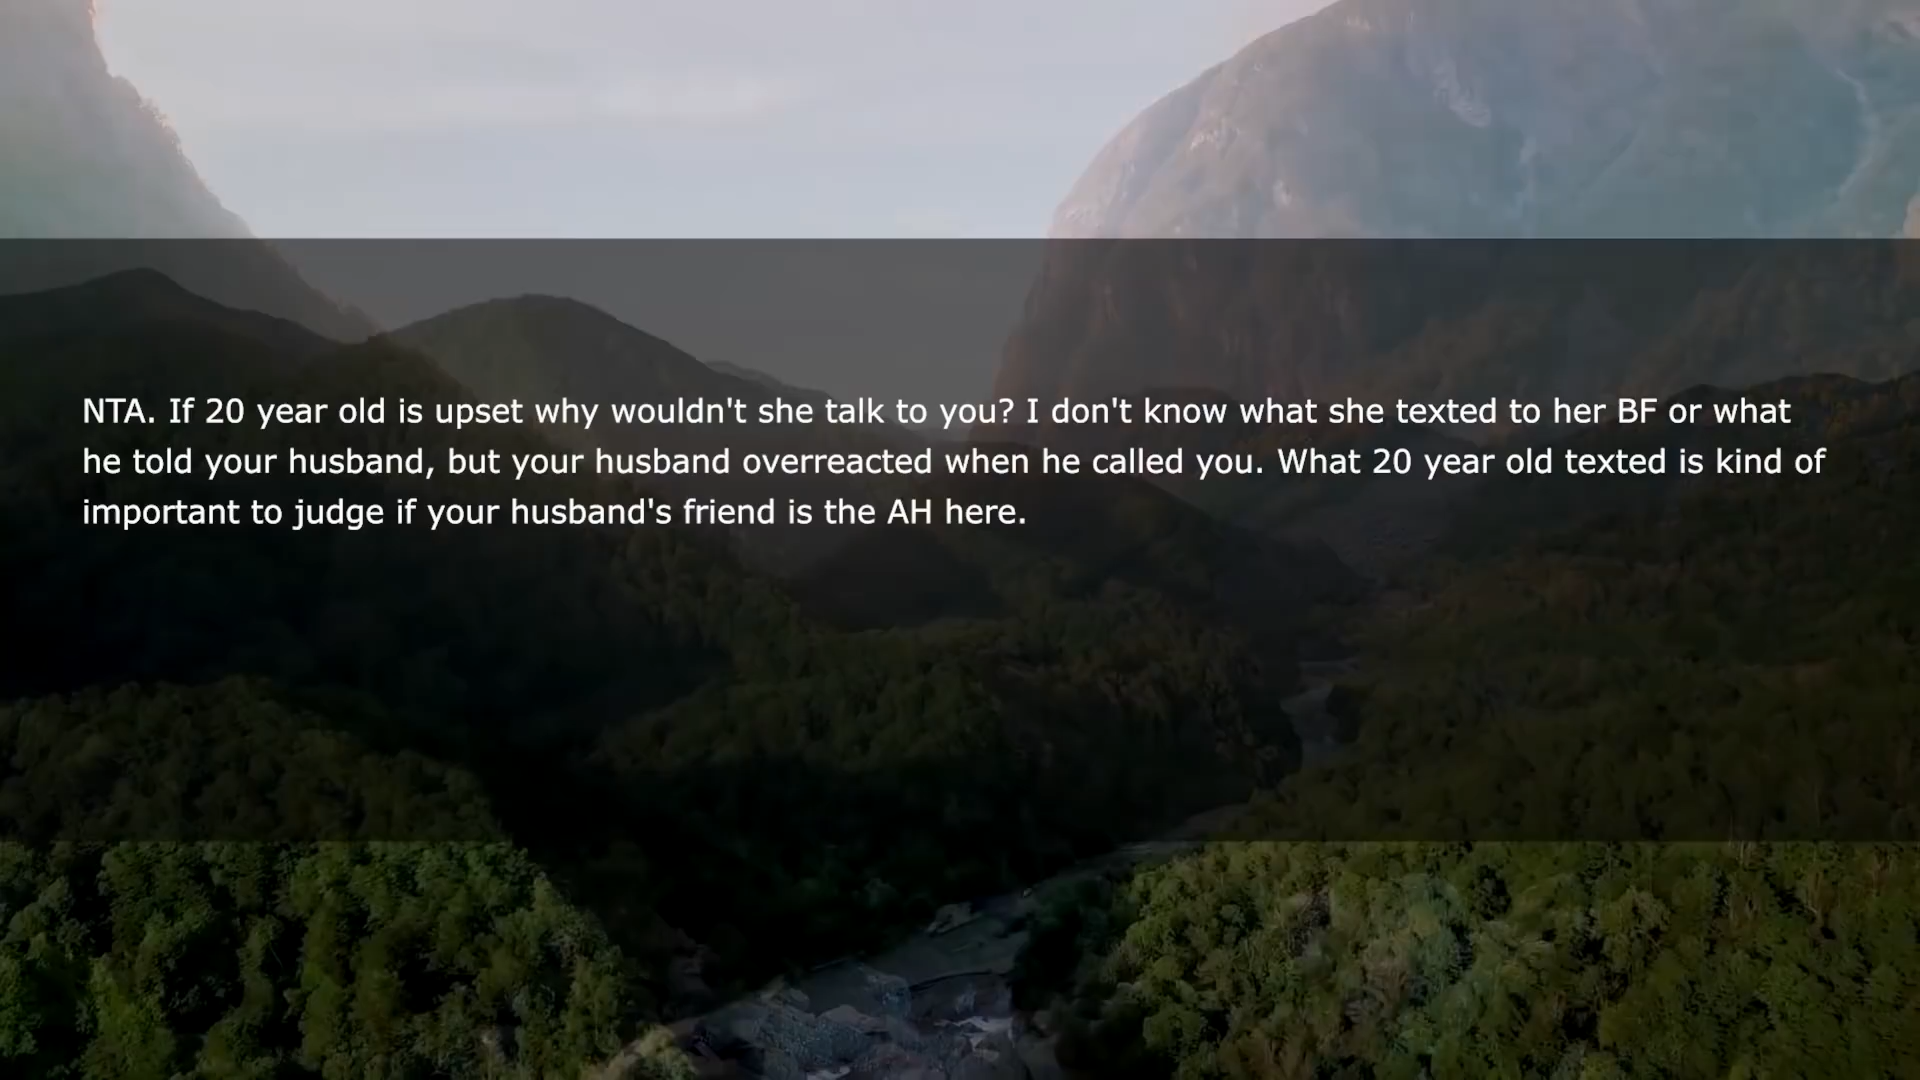 NTA. If 20 year old is upset why wouldn't she talk to you? I don't know what she texted to her BF or what
he told your husband, but your husband overreacted when he called you. What 20 year old texted is kind of
important to judge if your husband's friend is the AH here.